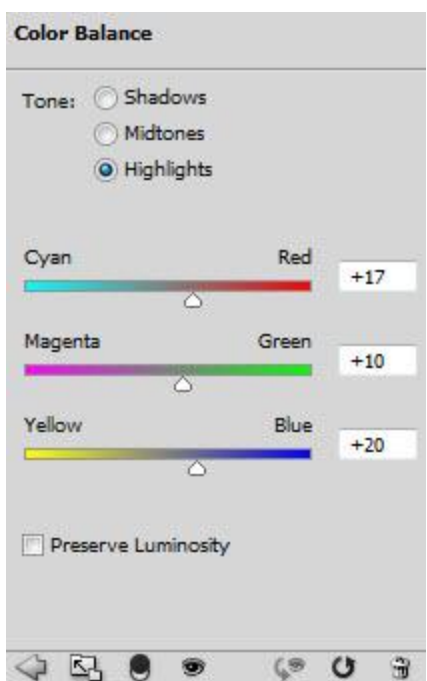 Color Balance
Tone: Shadows
Midtones
Highlights
Cyan Red +17
Magenta Green +10
Yellow Blue +20
Preserve Luminosity